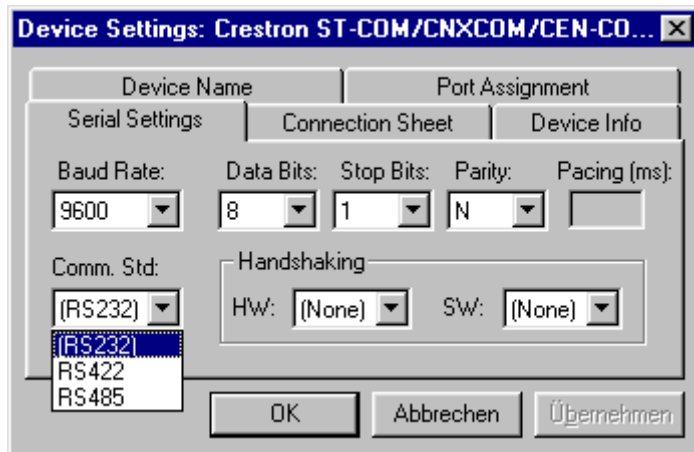 Device Settings: Crestron ST-COM/CNXCOM/CEN-CO...
Device Name Port Assignment
Serial Settings Connection Sheet Device Info
Baud Rate: Data Bits: Stop Bits: Parity: Pacing (ms):
9600 8 1 N
Comm. Std: Handshaking
(RS232) HW: (None) SW: (None)
(RS232)
RS422
RS485
OK Abbrechen Übernehmen